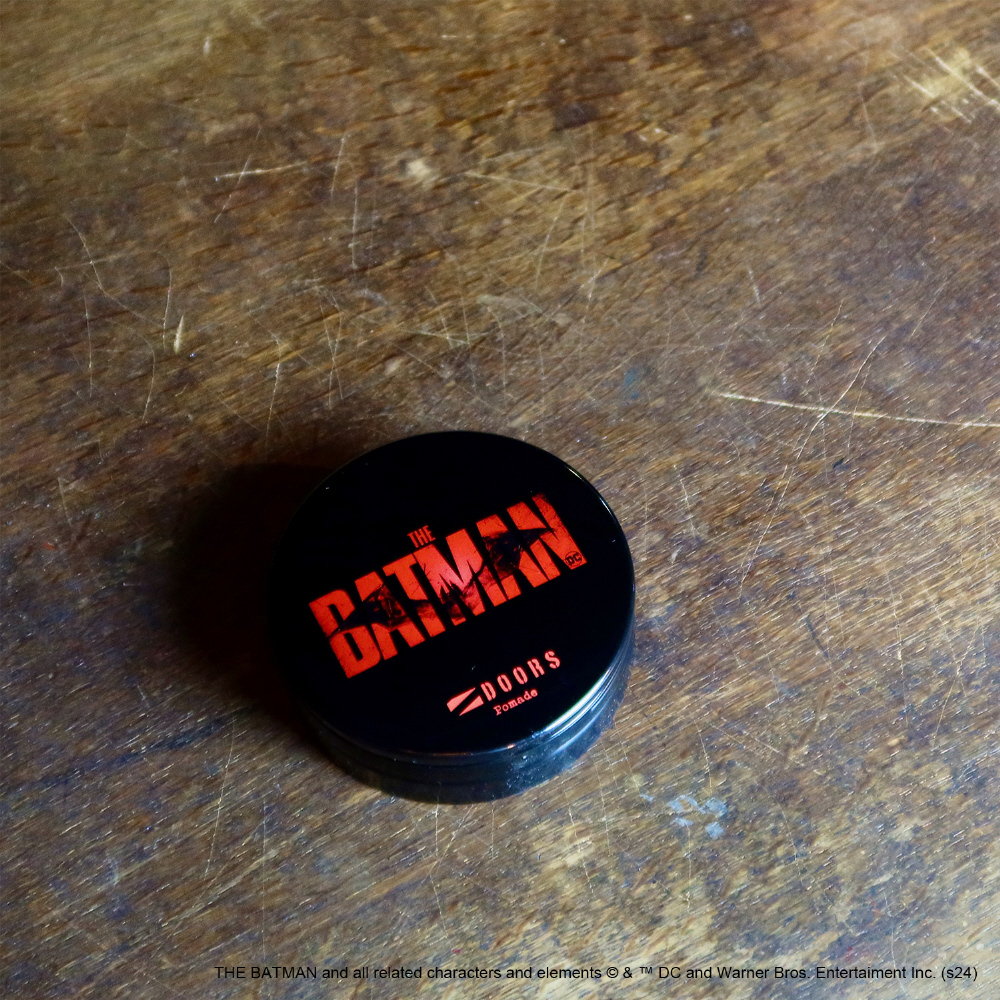 THE
BATMAN
DC
DOORS
Pomade
THE BATMAN and all related characters and elements © & ™ DC and Warner Bros. Entertaiment Inc. (s24)